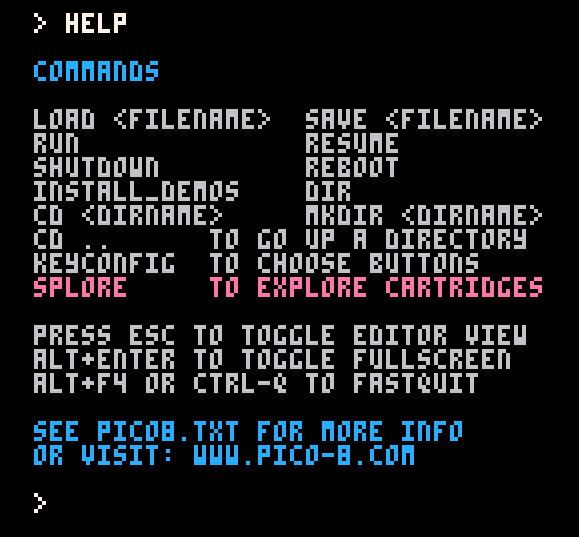 > HELP
COMMANDS
LOAD <FILENAME> SAVE <FILENAME>
RUN RESUME
SHUTDOWN REBOOT
INSTALL_DEMOS DIR
CD <DIRNAME> MKDIR <DIRNAME>
CD .. TO GO UP A DIRECTORY
KEYCONFIG TO CHOOSE BUTTONS
SPLORE TO EXPLORE CARTRIDGES
PRESS ESC TO TOGGLE EDITOR VIEW
ALT+ENTER TO TOGGLE FULLSCREEN
ALT+F4 OR CTRL-Q TO FASTQUIT
SEE PICO8.TXT FOR MORE INFO
OR VISIT: WWW.PICO-8.COM
>